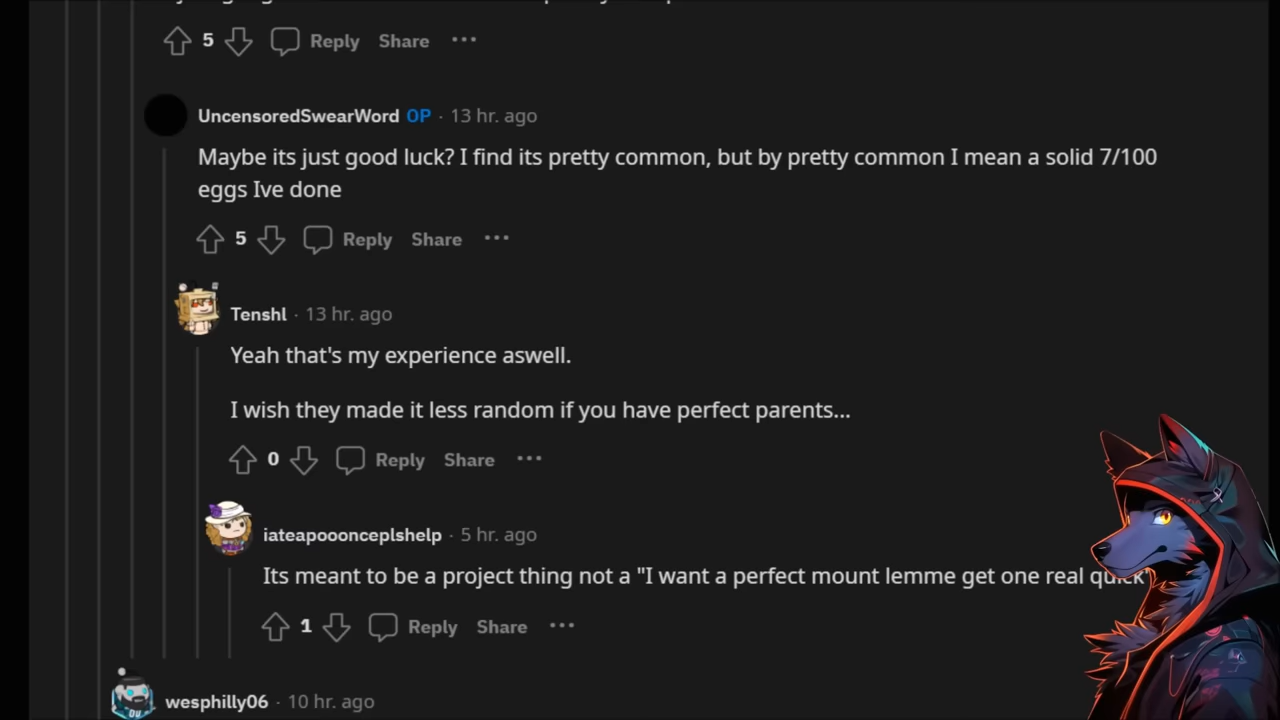 5 Reply Share
UncensoredSwearWord OP · 13 hr. ago
Maybe its just good luck? I find its pretty common, but by pretty common I mean a solid 7/100
eggs Ive done
5 Reply Share
Tenshl · 13 hr. ago
Yeah that's my experience aswell.
I wish they made it less random if you have perfect parents...
0 Reply Share
iateapooonceplshelp · 5 hr. ago
Its meant to be a project thing not a "I want a perfect mount lemme get one real quick"
1 Reply Share
wesphilly06 · 10 hr. ago